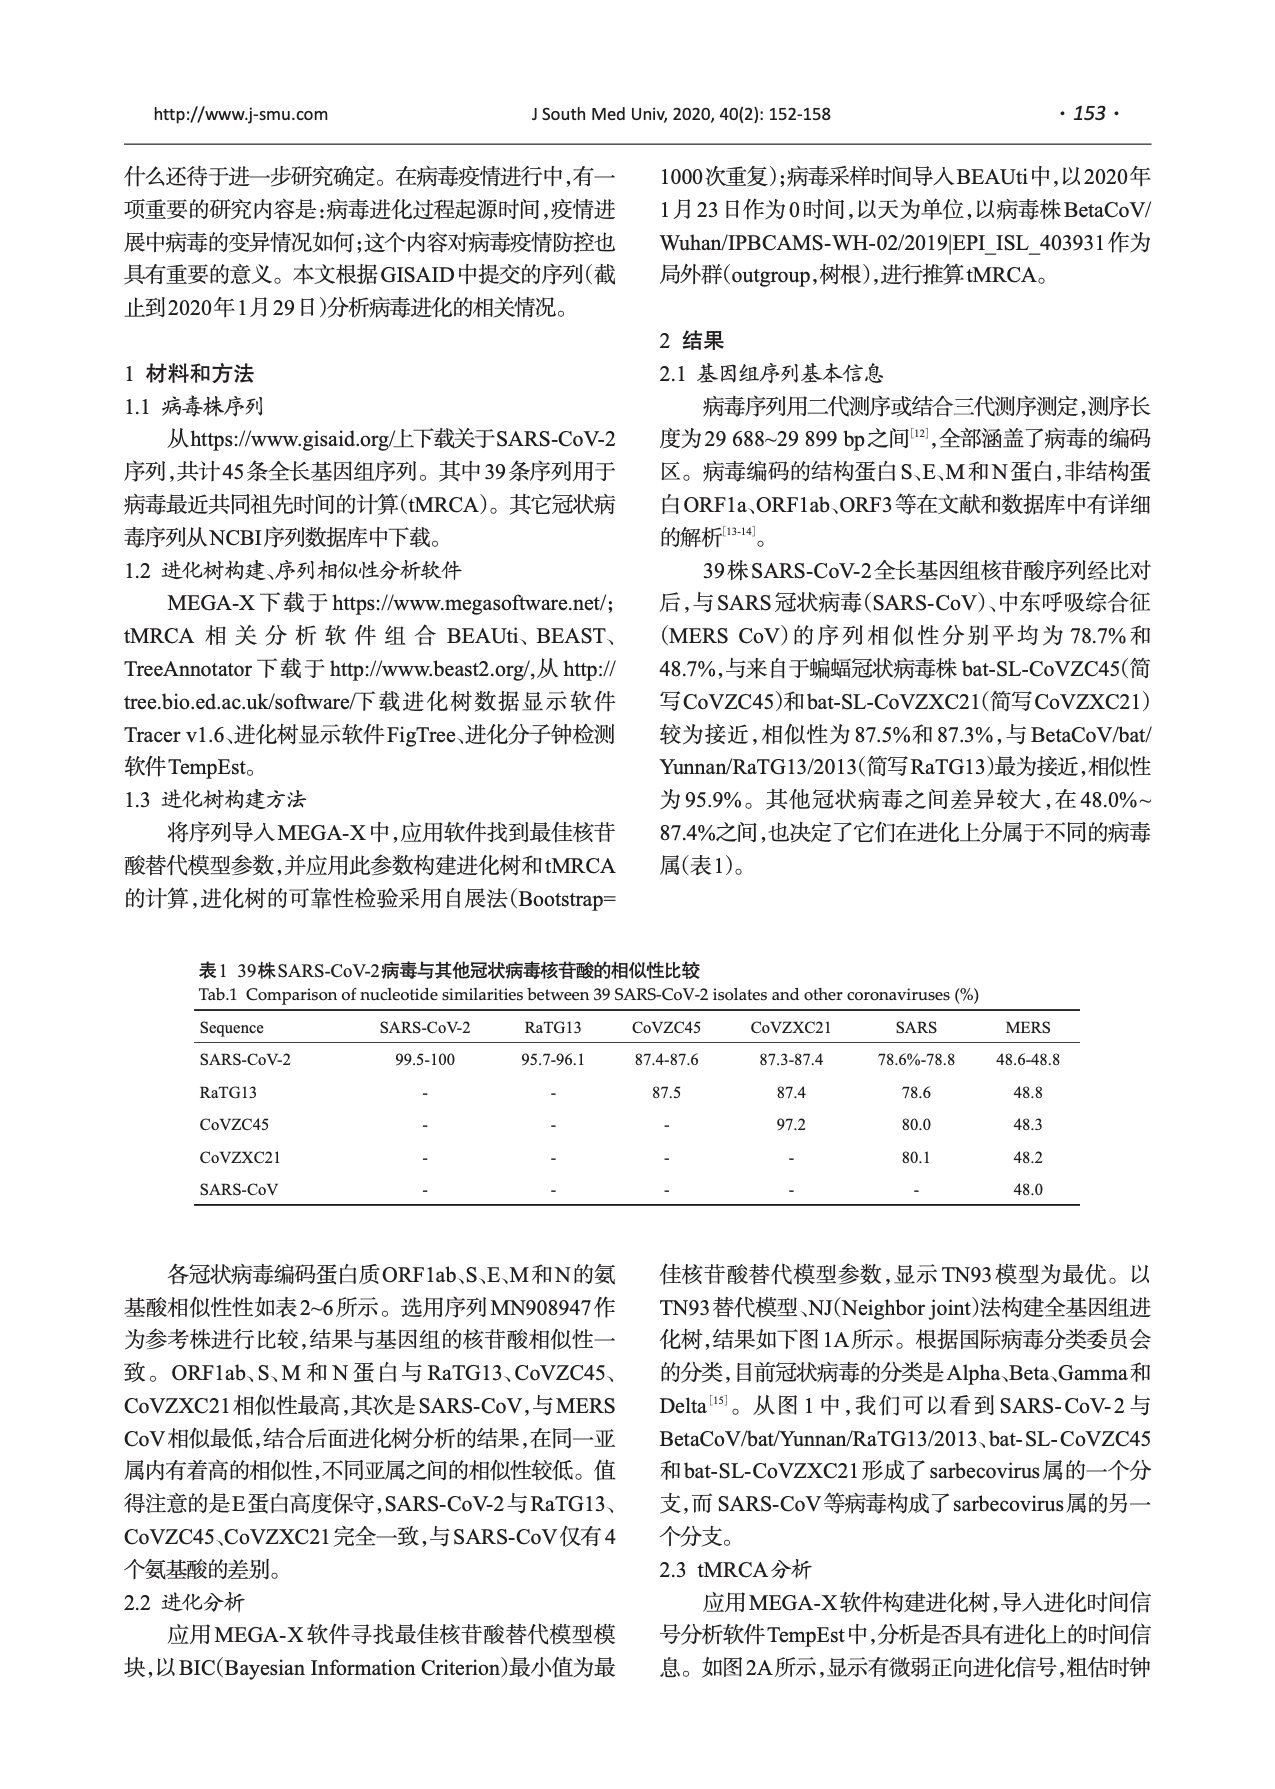 http://www.j-smu.com
J South Med Univ, 2020, 40(2): 152-158
· 153 ·
什么还待于进一步研究确定。在病毒疫情进行中,有一
项重要的研究内容是:病毒进化过程起源时间,疫情进
展中病毒的变异情况如何;这个内容对病毒疫情防控也
具有重要的意义。本文根据GISAID中提交的序列(截
止到2020年1月29日)分析病毒进化的相关情况。
1 材料和方法
1.1 病毒株序列
从https://www.gisaid.org/上下载关于SARS-CoV-2
序列,共计45条全长基因组序列。其中39条序列用于
病毒最近共同祖先时间的计算(tMRCA)。其它冠状病
毒序列从NCBI序列数据库中下载。
1.2 进化树构建、序列相似性分析软件
MEGA-X 下载于 https://www.megasoftware.net/;
tMRCA 相关分析软件组合 BEAUti、BEAST、
TreeAnnotator 下载于 http://www.beast2.org/,从 http://
tree.bio.ed.ac.uk/software/下载进化树数据显示软件
Tracer v1.6、进化树显示软件FigTree、进化分子钟检测
软件TempEst。
1.3 进化树构建方法
将序列导入MEGA-X中,应用软件找到最佳核苷
酸替代模型参数,并应用此参数构建进化树和tMRCA
的计算,进化树的可靠性检验采用自展法(Bootstrap=
1000次重复);病毒采样时间导入BEAUti中,以2020年
1月23日作为0时间,以天为单位,以病毒株BetaCoV/
Wuhan/IPBCAMS-WH-02/2019|EPI_ISL_403931作为
局外群(outgroup,树根),进行推算tMRCA。
2 结果
2.1 基因组序列基本信息
病毒序列用二代测序或结合三代测序测定,测序长
度为29 688~29 899 bp之间[12],全部涵盖了病毒的编码
区。病毒编码的结构蛋白S、E、M和N蛋白,非结构蛋
白ORF1a、ORF1ab、ORF3等在文献和数据库中有详细
的解析[13-14]。
39株SARS-CoV-2全长基因组核苷酸序列经比对
后,与SARS冠状病毒(SARS-CoV)、中东呼吸综合征
(MERS CoV)的序列相似性分别平均为78.7%和
48.7%,与来自于蝙蝠冠状病毒株 bat-SL-CoVZC45(简
写CoVZC45)和bat-SL-CoVZXC21(简写CoVZXC21)
较为接近,相似性为87.5%和87.3%,与BetaCoV/bat/
Yunnan/RaTG13/2013(简写RaTG13)最为接近,相似性
为95.9%。其他冠状病毒之间差异较大,在48.0%~
87.4%之间,也决定了它们在进化上分属于不同的病毒
属(表1)。
表1 39株SARS-CoV-2病毒与其他冠状病毒核苷酸的相似性比较
Tab.1 Comparison of nucleotide similarities between 39 SARS-CoV-2 isolates and other coronaviruses (%)
Sequence SARS-CoV-2 RaTG13 CoVZC45 CoVZXC21 SARS MERS
SARS-CoV-2 99.5-100 95.7-96.1 87.4-87.6 87.3-87.4 78.6%-78.8 48.6-48.8
RaTG13 - - 87.5 87.4 78.6 48.8
CoVZC45 - - - 97.2 80.0 48.3
CoVZXC21 - - - - 80.1 48.2
SARS-CoV - - - - - 48.0
各冠状病毒编码蛋白质ORF1ab、S、E、M和N的氨
基酸相似性性如表2~6所示。选用序列MN908947作
为参考株进行比较,结果与基因组的核苷酸相似性一
致。ORF1ab、S、M和N蛋白与RaTG13、CoVZC45、
CoVZXC21相似性最高,其次是SARS-CoV,与MERS
CoV相似最低,结合后面进化树分析的结果,在同一亚
属内有着高的相似性,不同亚属之间的相似性较低。值
得注意的是E蛋白高度保守,SARS-CoV-2与RaTG13、
CoVZC45、CoVZXC21完全一致,与SARS-CoV仅有4
个氨基酸的差别。
2.2 进化分析
应用MEGA-X软件寻找最佳核苷酸替代模型模
块,以BIC(Bayesian Information Criterion)最小值为最
佳核苷酸替代模型参数,显示TN93模型为最优。以
TN93替代模型、NJ(Neighbor joint)法构建全基因组进
化树,结果如下图1A所示。根据国际病毒分类委员会
的分类,目前冠状病毒的分类是Alpha、Beta、Gamma和
Delta[15]。从图1中,我们可以看到SARS-CoV-2与
BetaCoV/bat/Yunnan/RaTG13/2013、bat-SL-CoVZC45
和bat-SL-CoVZXC21形成了sarbecovirus属的一个分
支,而SARS-CoV等病毒构成了sarbecovirus属的另一
个分支。
2.3 tMRCA分析
应用MEGA-X软件构建进化树,导入进化时间信
号分析软件TempEst中,分析是否具有进化上的时间信
息。如图2A所示,显示有微弱正向进化信号,粗估时钟